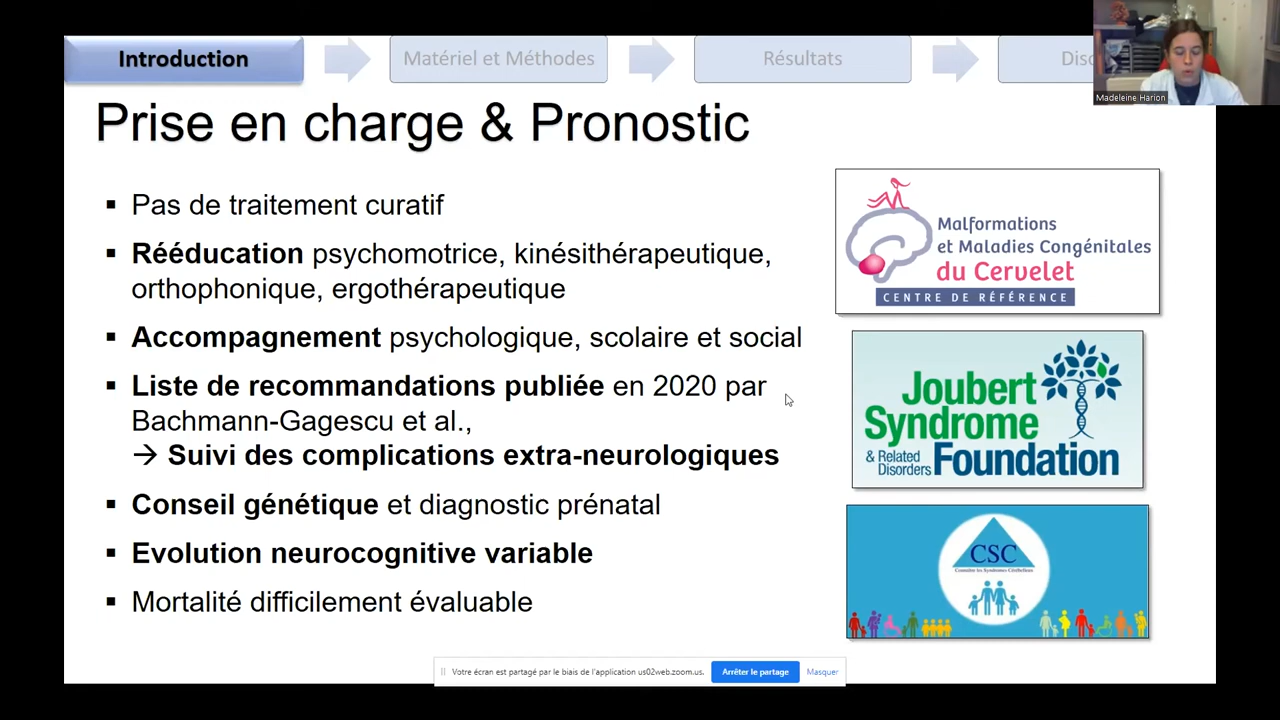 Introduction
Matériel et Méthodes
Résultats
Madeleine Harion
Prise en charge & Pronostic
▪ Pas de traitement curatif
▪ Rééducation psychomotrice, kinésithérapeutique,
orthophonique, ergothérapeutique
▪ Accompagnement psychologique, scolaire et social
▪ Liste de recommandations publiée en 2020 par
Bachmann-Gagescu et al.,
→ Suivi des complications extra-neurologiques
▪ Conseil génétique et diagnostic prénatal
▪ Evolution neurocognitive variable
▪ Mortalité difficilement évaluable
Malformations
et Maladies Congénitales
du Cervelet
CENTRE DE RÉFÉRENCE
Joubert
Syndrome
& Related
Disorders
Foundation
CSC
Votre écran est partagé par le biais de l'application us02web.zoom.us.
Arrêter le partage
Masquer